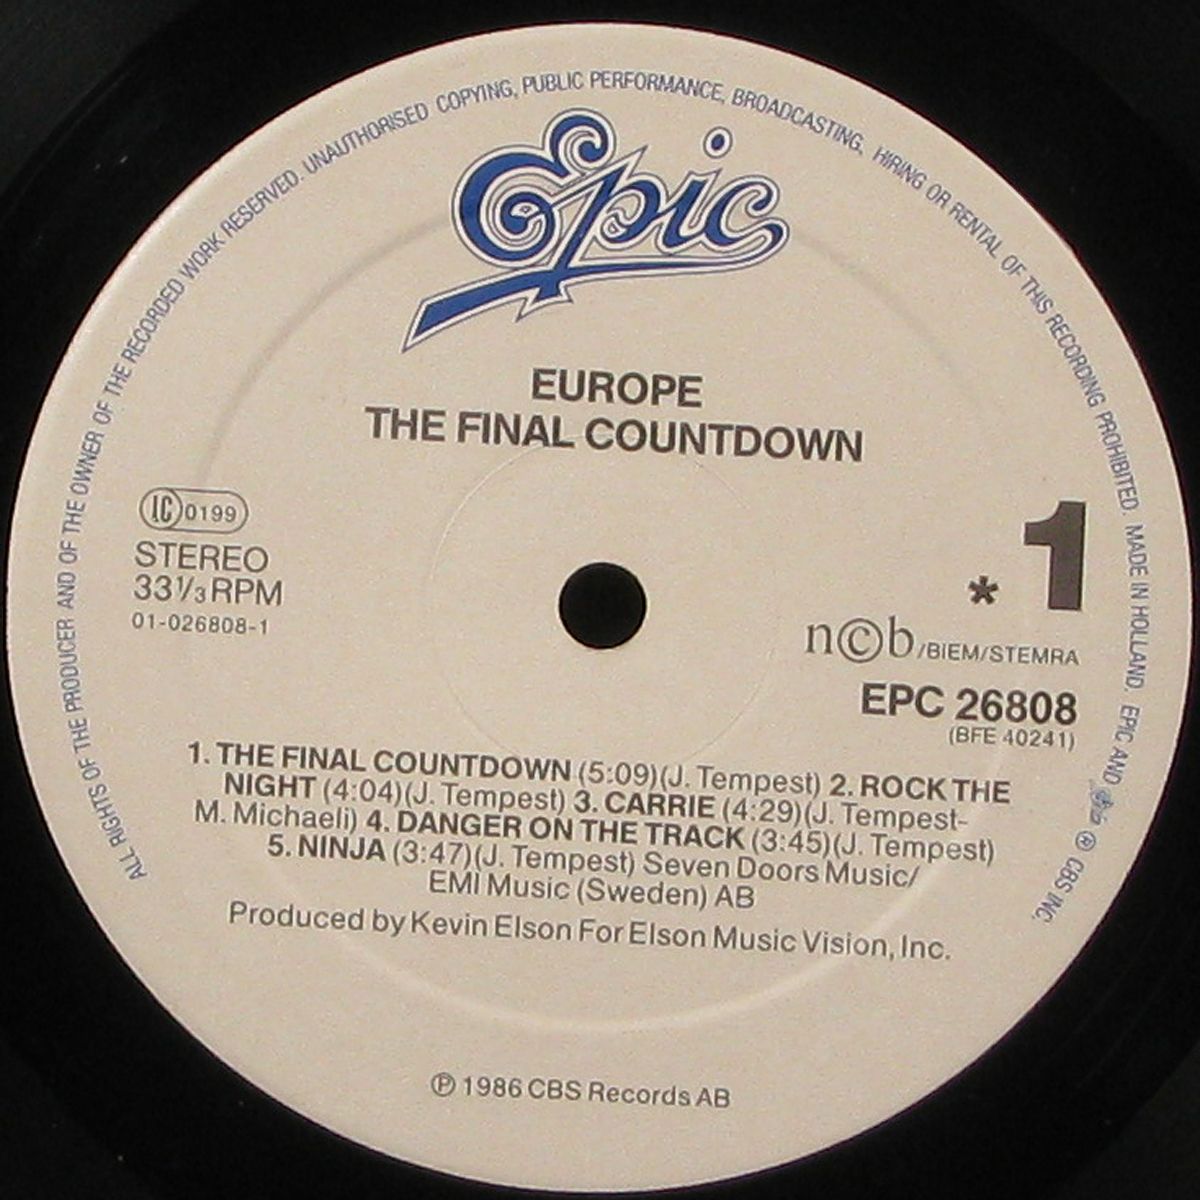 ALL RIGHTS OF THE PRODUCER AND OF THE OWNER OF THE RECORDED WORK RESERVED. UNAUTHORISED COPYING, PUBLIC PERFORMANCE, BROADCASTING, HIRING OR RENTAL OF THIS RECORDING PROHIBITED. MADE IN HOLLAND. EPIC AND ® CBS INC.
Epic
EUROPE
THE FINAL COUNTDOWN
LC 0199
STEREO
33⅓ RPM
01-026808-1
1
*
n©b/BIEM/STEMRA
EPC 26808
(BFE 40241)
1. THE FINAL COUNTDOWN (5:09)(J. Tempest) 2. ROCK THE
NIGHT (4:04)(J. Tempest) 3. CARRIE (4:29)(J. Tempest-
M. Michaeli) 4. DANGER ON THE TRACK (3:45)(J. Tempest)
5. NINJA (3:47)(J. Tempest) Seven Doors Music/
EMI Music (Sweden) AB
Produced by Kevin Elson For Elson Music Vision, Inc.
℗ 1986 CBS Records AB